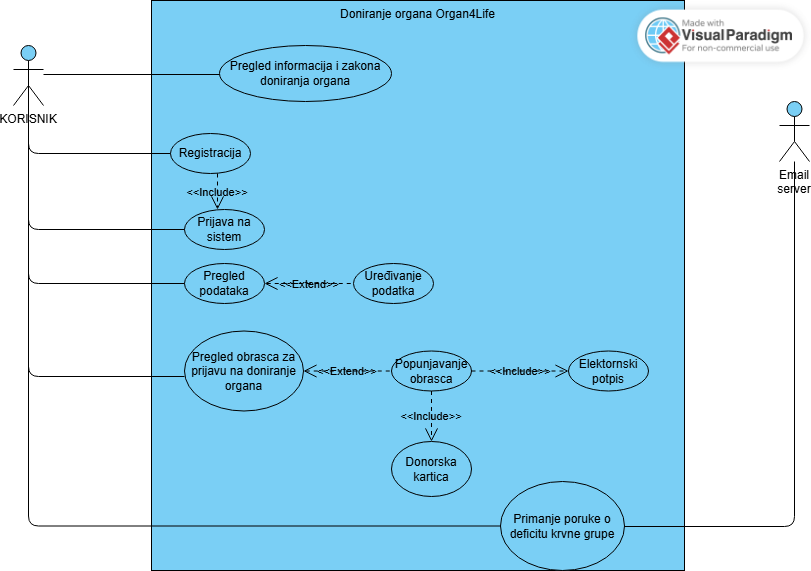 Doniranje organa Organ4Life
Made with
VisualParadigm
For non-commercial use
Pregled informacija i zakona
doniranja organa
KORISNIK
Registracija
<<Include>>
Prijava na
sistem
Email
server
Pregled
podataka
<<Extend>>
Uređivanje
podatka
Pregled obrasca za
prijavu na doniranje
organa
<<Extend>>
Popunjavanje
obrasca
<<Include>>
Elektornski
potpis
<<Include>>
Donorska
kartica
Primanje poruke o
deficitu krvne grupe